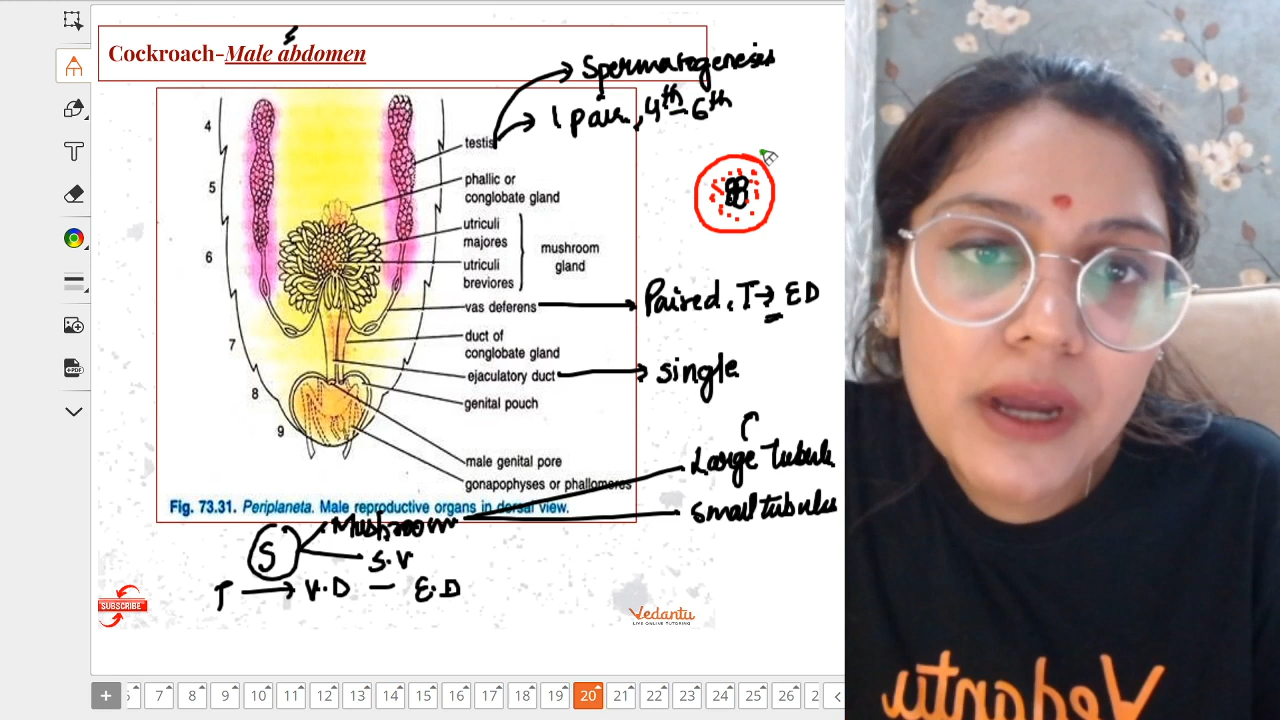 Cockroach-Male abdomen
Spermatogenesis
1 pair, 4th - 6th
4
testis
5
phallic or
conglobate gland
utriculi
majores
mushroom
gland
6
utriculi
breviores
vas deferens
Paired, T → ED
7
duct of
conglobate gland
ejaculatory duct
single
8
genital pouch
9
male genital pore
Large tubule
gonapophyses or phallomeres
Fig. 73.31. Periplaneta. Male reproductive organs in dorsal view.
small tubules
Mushroom
S
S.V
T → V.D — E.D
SUBSCRIBE
Vedantu
LIVE ONLINE TUTORING
Vedantu
+ 7 8 9 10 11 12 13 14 15 16 17 18 19 20 21 22 23 24 25 26 2